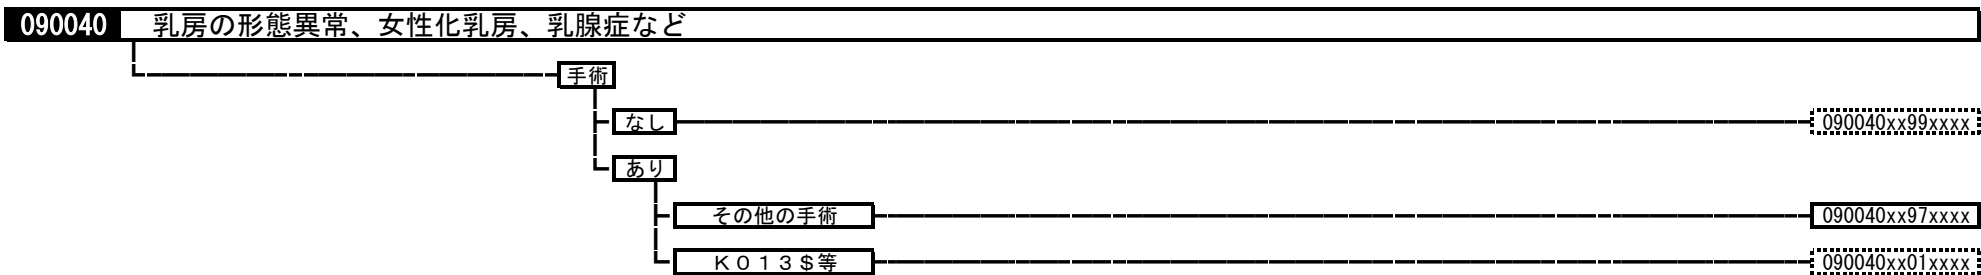 090040 乳房の形態異常、女性化乳房、乳腺症など
手術
なし 090040xx99xxxx
あり
その他の手術 090040xx97xxxx
K013$等 090040xx01xxxx